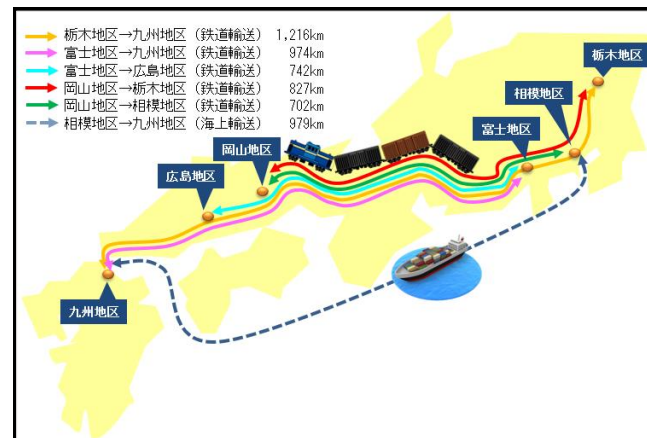 栃木地区→九州地区（鉄道輸送） 1,216km
富士地区→九州地区（鉄道輸送） 974km
富士地区→広島地区（鉄道輸送） 742km
岡山地区→栃木地区（鉄道輸送） 827km
岡山地区→相模地区（鉄道輸送） 702km
相模地区→九州地区（海上輸送） 979km
栃木地区
相模地区
富士地区
岡山地区
広島地区
九州地区